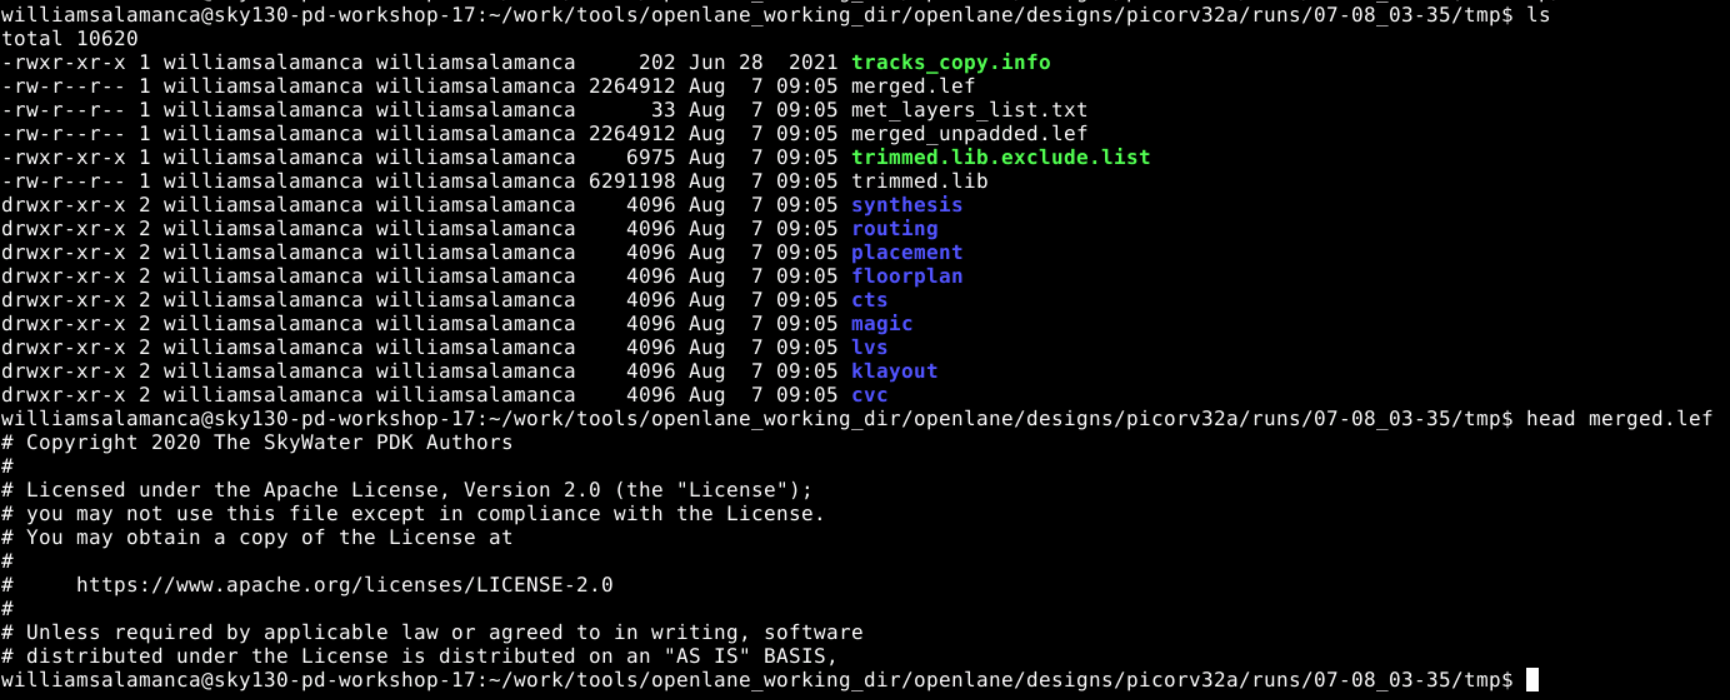 williamsalamanca@sky130-pd-workshop-17:~/work/tools/openlane_working_dir/openlane/designs/picorv32a/runs/07-08_03-35/tmp$ ls
total 10620
-rwxr-xr-x 1 williamsalamanca williamsalamanca     202 Jun 28  2021 tracks_copy.info
-rw-r--r-- 1 williamsalamanca williamsalamanca 2264912 Aug  7 09:05 merged.lef
-rw-r--r-- 1 williamsalamanca williamsalamanca      33 Aug  7 09:05 met_layers_list.txt
-rw-r--r-- 1 williamsalamanca williamsalamanca 2264912 Aug  7 09:05 merged_unpadded.lef
-rwxr-xr-x 1 williamsalamanca williamsalamanca    6975 Aug  7 09:05 trimmed.lib.exclude.list
-rw-r--r-- 1 williamsalamanca williamsalamanca 6291198 Aug  7 09:05 trimmed.lib
drwxr-xr-x 2 williamsalamanca williamsalamanca    4096 Aug  7 09:05 synthesis
drwxr-xr-x 2 williamsalamanca williamsalamanca    4096 Aug  7 09:05 routing
drwxr-xr-x 2 williamsalamanca williamsalamanca    4096 Aug  7 09:05 placement
drwxr-xr-x 2 williamsalamanca williamsalamanca    4096 Aug  7 09:05 floorplan
drwxr-xr-x 2 williamsalamanca williamsalamanca    4096 Aug  7 09:05 cts
drwxr-xr-x 2 williamsalamanca williamsalamanca    4096 Aug  7 09:05 magic
drwxr-xr-x 2 williamsalamanca williamsalamanca    4096 Aug  7 09:05 lvs
drwxr-xr-x 2 williamsalamanca williamsalamanca    4096 Aug  7 09:05 klayout
drwxr-xr-x 2 williamsalamanca williamsalamanca    4096 Aug  7 09:05 cvc
williamsalamanca@sky130-pd-workshop-17:~/work/tools/openlane_working_dir/openlane/designs/picorv32a/runs/07-08_03-35/tmp$ head merged.lef
# Copyright 2020 The SkyWater PDK Authors
#
# Licensed under the Apache License, Version 2.0 (the "License");
# you may not use this file except in compliance with the License.
# You may obtain a copy of the License at
#
#     https://www.apache.org/licenses/LICENSE-2.0
#
# Unless required by applicable law or agreed to in writing, software
# distributed under the License is distributed on an "AS IS" BASIS,
williamsalamanca@sky130-pd-workshop-17:~/work/tools/openlane_working_dir/openlane/designs/picorv32a/runs/07-08_03-35/tmp$